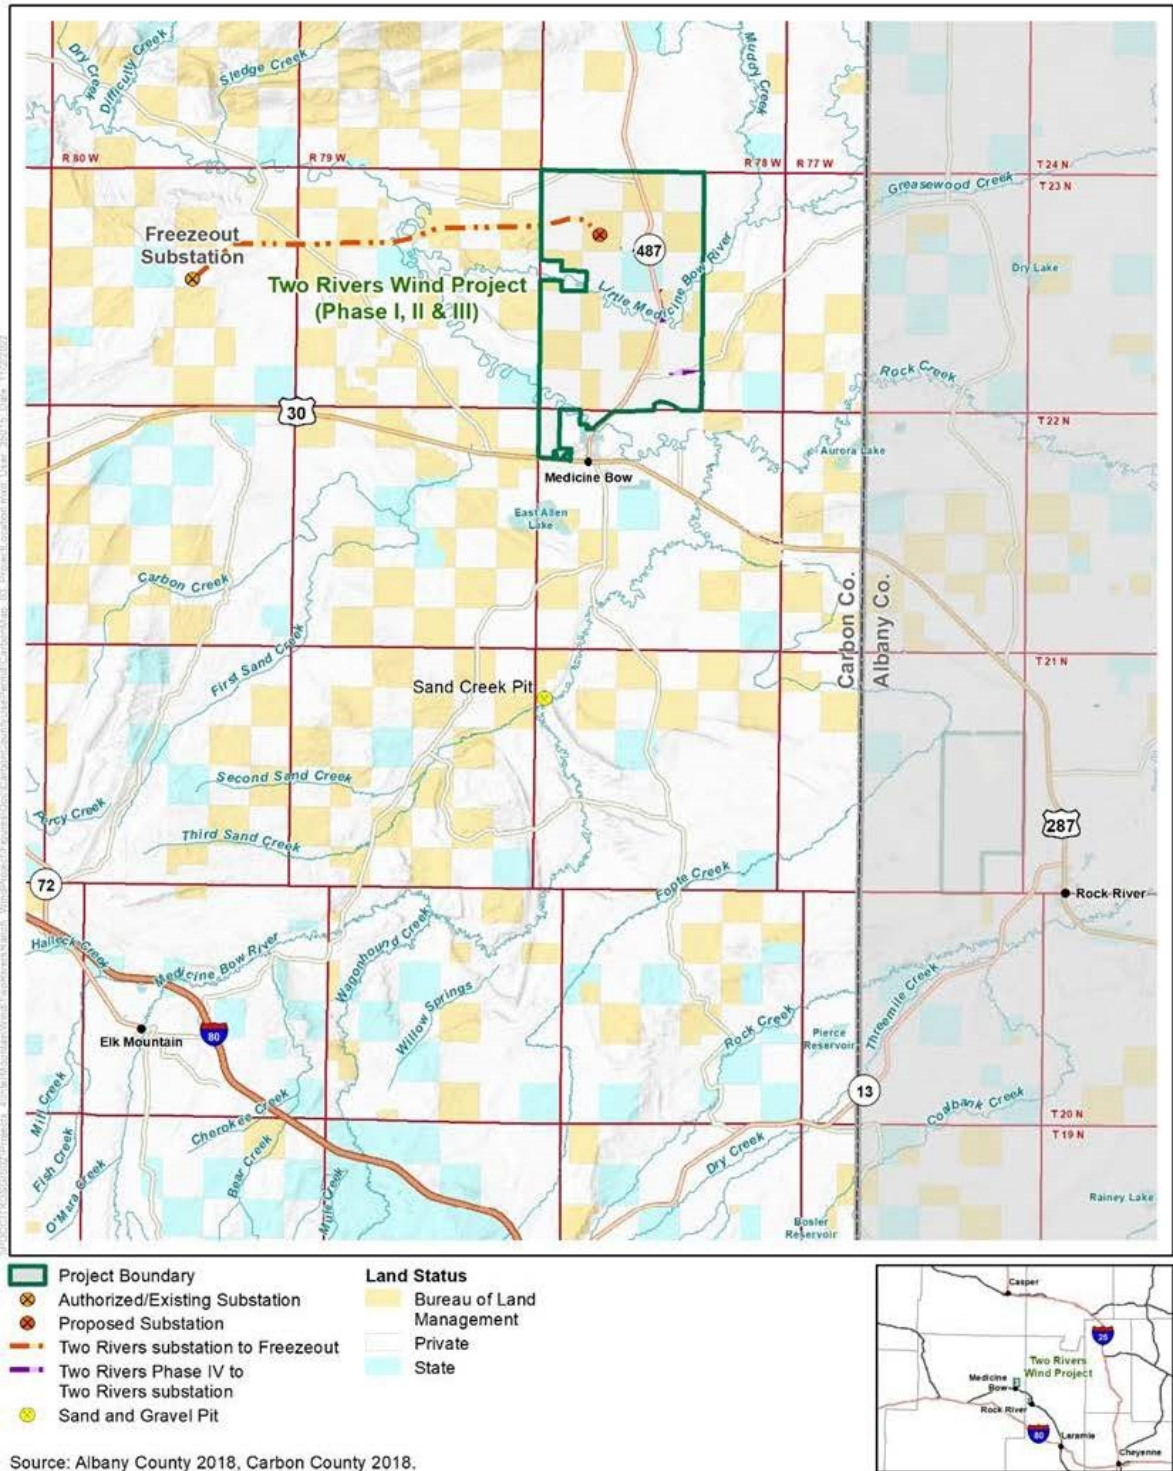 Dry Creek
Difficulty Creek
Sledge Creek
Muddy Creek
R 80 W
R 79 W
R 78 W
R 77 W
T 24 N
T 23 N
Greasewood Creek
Freezeout
Substation
487
Dry Lake
Two Rivers Wind Project
(Phase I, II & III)
Little Medicine Bow River
Rock Creek
30
T 22 N
Aurora Lake
Medicine Bow
East Allen
Lake
Carbon Creek
Carbon Co.
Albany Co.
First Sand Creek
T 21 N
Sand Creek Pit
Second Sand Creek
Percy Creek
Third Sand Creek
287
72
Foote Creek
Rock River
Halleck Creek
Medicine Bow River
Wagonhound Creek
Willow Springs
Threemile Creek
Rock Creek
Pierce
Reservoir
80
Elk Mountain
13
Mill Creek
Cherokee Creek
Coalbank Creek
T 20 N
T 19 N
Fish Creek
Bear Creek
Dry Creek
O'Mara Creek
Mule Creek
Rainey Lake
Bosler
Reservoir
Project Boundary
Authorized/Existing Substation
Proposed Substation
Two Rivers substation to Freezeout
Two Rivers Phase IV to
Two Rivers substation
Sand and Gravel Pit
Land Status
Bureau of Land
Management
Private
State
Casper
25
Two Rivers
Wind Project
Medicine
Bow
Rock River
80
Laramie
Cheyenne
Source: Albany County 2018, Carbon County 2018.